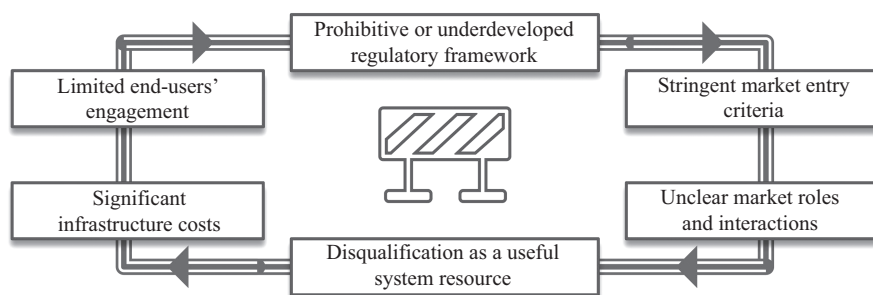 Prohibitive or underdeveloped
regulatory framework
Limited end-users'
engagement
Stringent market entry
criteria
Significant
infrastructure costs
Unclear market roles
and interactions
Disqualification as a useful
system resource